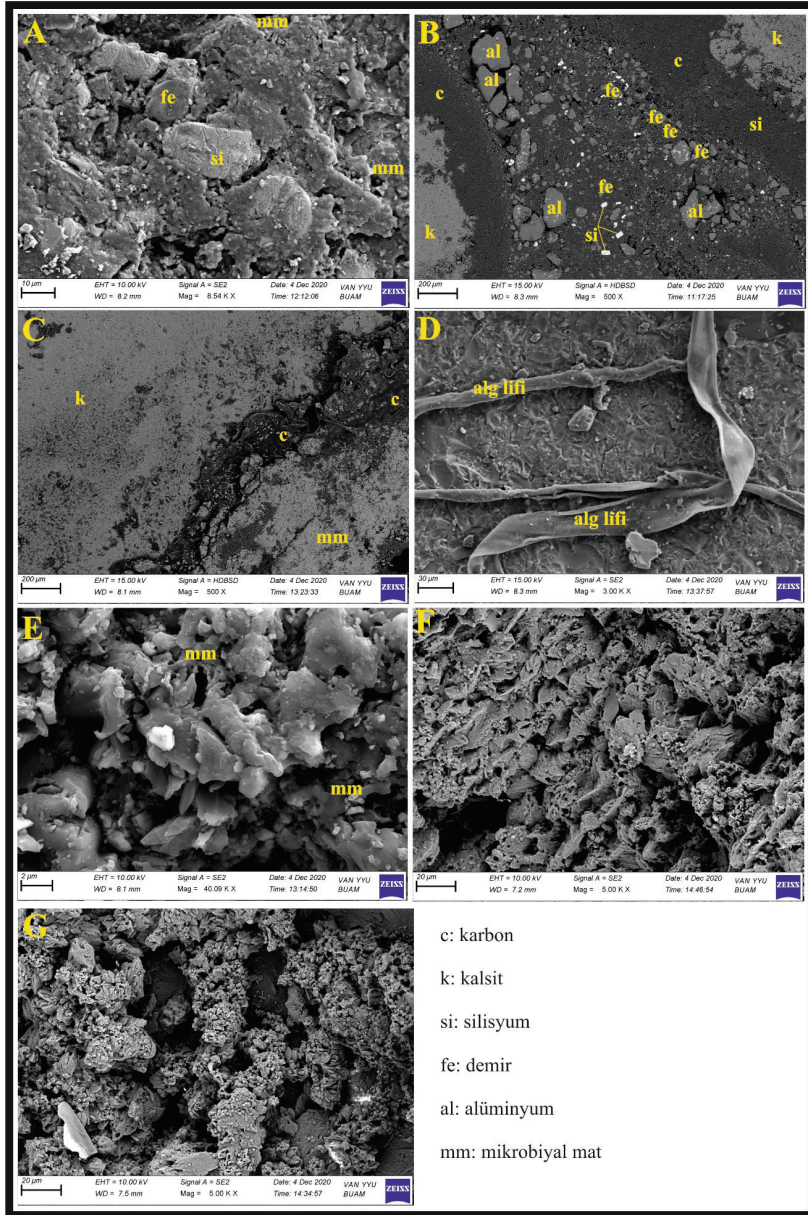 A
mm
fe
si
mm
10 µm
EHT = 10.00 kV Signal A = SE2 Date: 4 Dec 2020 VAN YYU
WD = 8.2 mm Mag = 8.54 K X Time: 12:12:06 BUAM
ZEISS
B
al
k
c
al
c
fe
fe
si
fe
fe
fe
al
al
si
k
200 µm
EHT = 15.00 kV Signal A = HDBSD Date: 4 Dec 2020 VAN YYU
WD = 8.3 mm Mag = 500 X Time: 11:17:25 BUAM
ZEISS
C
k
c
c
mm
200 µm
EHT = 15.00 kV Signal A = HDBSD Date: 4 Dec 2020 VAN YYU
WD = 8.1 mm Mag = 500 X Time: 13:23:33 BUAM
ZEISS
D
alg lifi
alg lifi
30 µm
EHT = 15.00 kV Signal A = SE2 Date: 4 Dec 2020 VAN YYU
WD = 8.3 mm Mag = 3.00 K X Time: 13:37:57 BUAM
ZEISS
E
mm
mm
2 µm
EHT = 10.00 kV Signal A = SE2 Date: 4 Dec 2020 VAN YYU
WD = 8.1 mm Mag = 40.09 K X Time: 13:14:50 BUAM
ZEISS
F
20 µm
EHT = 10.00 kV Signal A = SE2 Date: 4 Dec 2020 VAN YYU
WD = 7.2 mm Mag = 5.00 K X Time: 14:46:54 BUAM
ZEISS
G
20 µm
EHT = 10.00 kV Signal A = SE2 Date: 4 Dec 2020 VAN YYU
WD = 7.5 mm Mag = 5.00 K X Time: 14:34:57 BUAM
ZEISS
c: karbon
k: kalsit
si: silisyum
fe: demir
al: alüminyum
mm: mikrobiyal mat